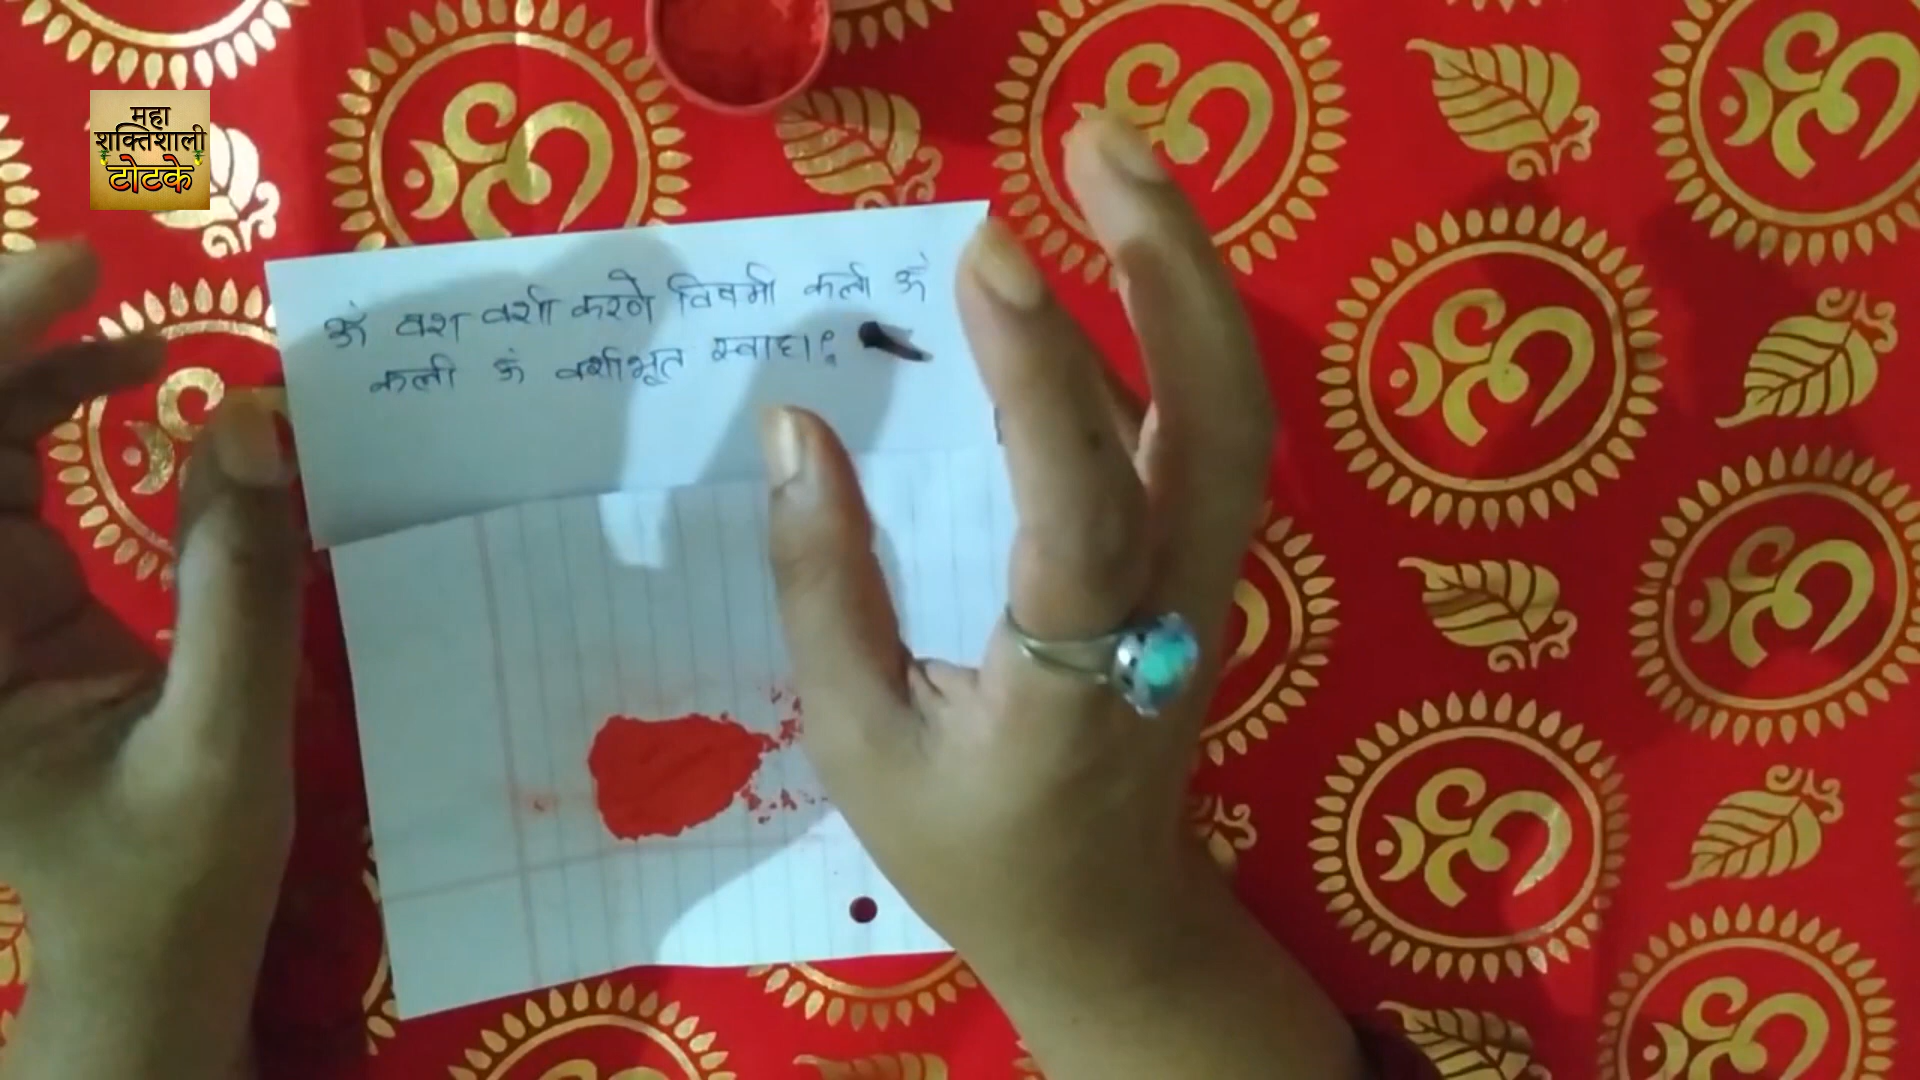 महा
शक्तिशाली
टोटके
ॐ वश वशी करणे विषमी कली ॐ
कली ॐ वशीभूत स्वाहा